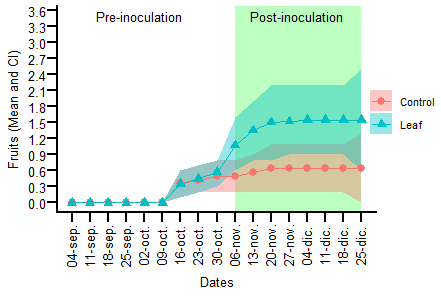 Pre-inoculation
Post-inoculation
Fruits (Mean and CI)
3.6
3.3
3.0
2.7
2.4
2.1
1.8
1.5
1.2
0.9
0.6
0.3
0.0
Control
Leaf
04-sep.
11-sep.
18-sep.
25-sep.
02-oct.
09-oct.
16-oct.
23-oct.
30-oct.
06-nov.
13-nov.
20-nov.
27-nov.
04-dic.
11-dic.
18-dic.
25-dic.
Dates